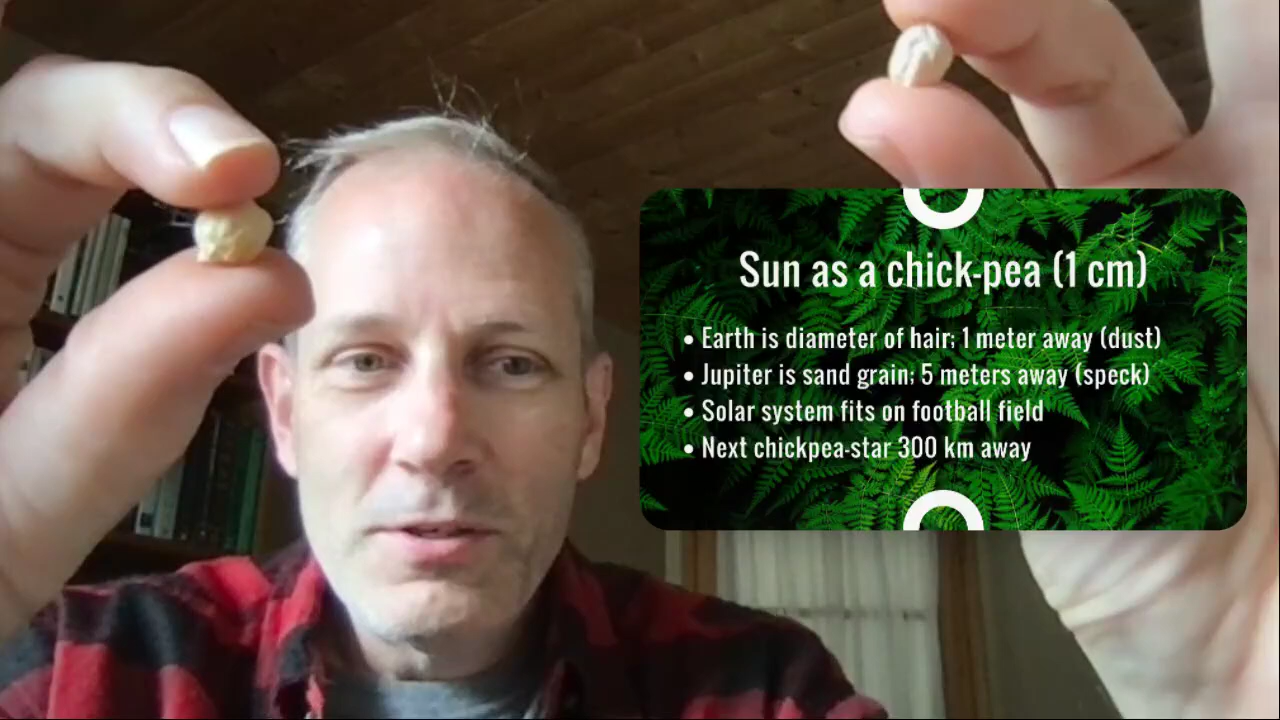 Sun as a chick-pea (1 cm)
• Earth is diameter of hair; 1 meter away (dust)
• Jupiter is sand grain; 5 meters away (speck)
• Solar system fits on football field
• Next chickpea-star 300 km away